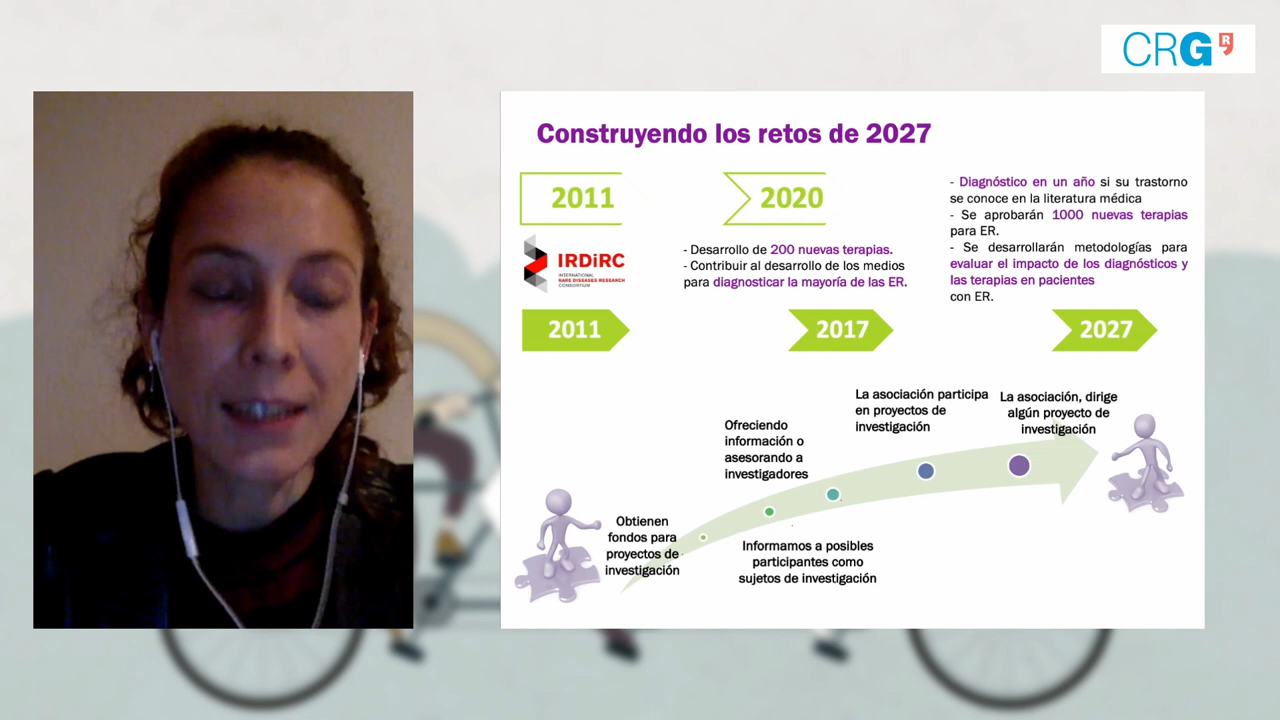 CRG
R
Construyendo los retos de 2027
2011
2020
IRDiRC
INTERNATIONAL
RARE DISEASES RESEARCH
CONSORTIUM
- Desarrollo de 200 nuevas terapias.
- Contribuir al desarrollo de los medios
para diagnosticar la mayoría de las ER.
- Diagnóstico en un año si su trastorno
se conoce en la literatura médica
- Se aprobarán 1000 nuevas terapias
para ER.
- Se desarrollarán metodologías para
evaluar el impacto de los diagnósticos y
las terapias en pacientes
con ER.
2011
2017
2027
Obtienen
fondos para
proyectos de
investigación
Ofreciendo
información o
asesorando a
investigadores
Informamos a posibles
participantes como
sujetos de investigación
La asociación participa
en proyectos de
investigación
La asociación, dirige
algún proyecto de
investigación